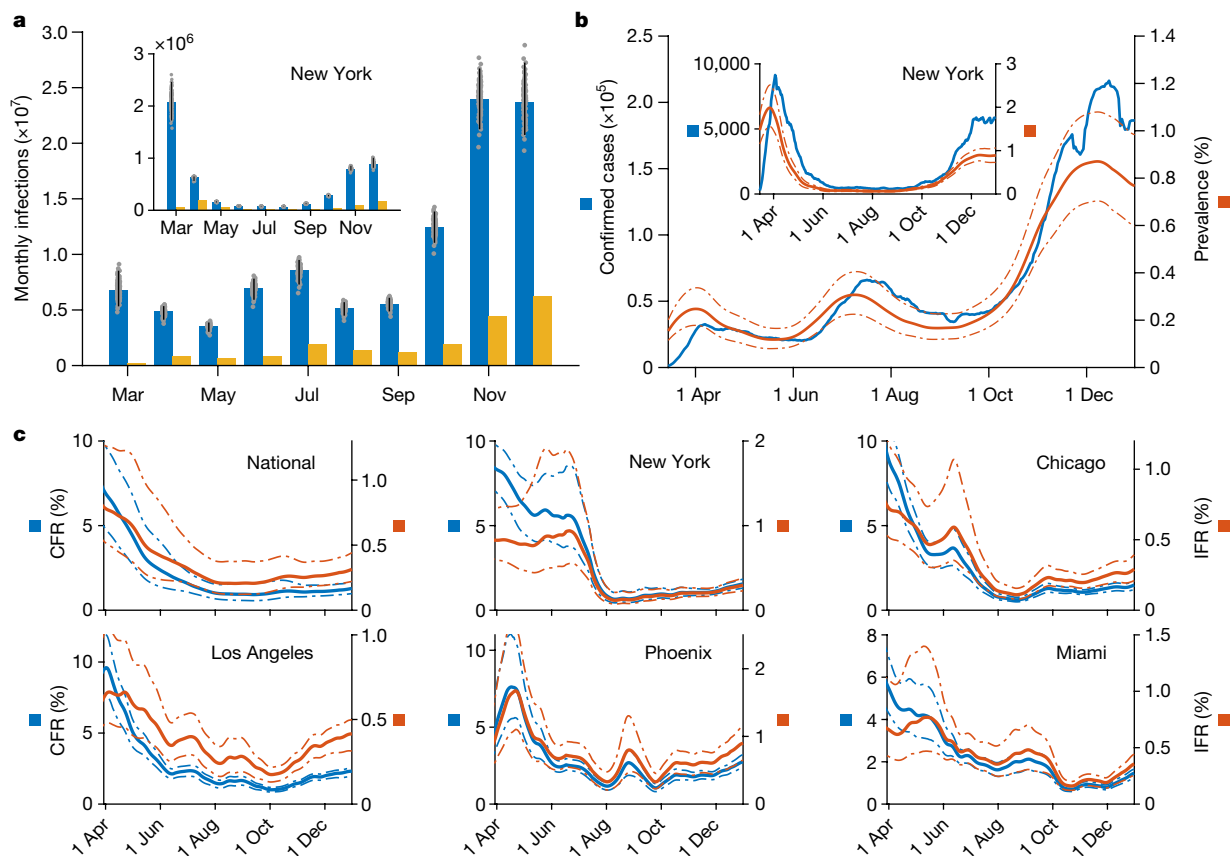 a
Monthly infections (×10⁷)
3.0
2.5
2.0
1.5
1.0
0.5
0
Mar May Jul Sep Nov
×10⁶
New York
3
2
1
0
Mar May Jul Sep Nov
b
Confirmed cases (×10⁵)
2.5
2.0
1.5
1.0
0.5
0
1 Apr 1 Jun 1 Aug 1 Oct 1 Dec
1.4
1.2
1.0
0.8
0.6
0.4
0.2
0
Prevalence (%)
New York
10,000
5,000
0
3
2
1
0
1 Apr 1 Jun 1 Aug 1 Oct 1 Dec
c
CFR (%)
10
5
0
National
1.0
0.5
0
10
5
0
New York
2
1
0
10
5
0
Chicago
1.0
0.5
0
IFR (%)
CFR (%)
10
5
0
Los Angeles
1.0
0.5
0
1 Apr 1 Jun 1 Aug 1 Oct 1 Dec
10
5
0
Phoenix
2
1
0
1 Apr 1 Jun 1 Aug 1 Oct 1 Dec
8
6
4
2
0
Miami
1.5
1.0
0.5
0
IFR (%)
1 Apr 1 Jun 1 Aug 1 Oct 1 Dec